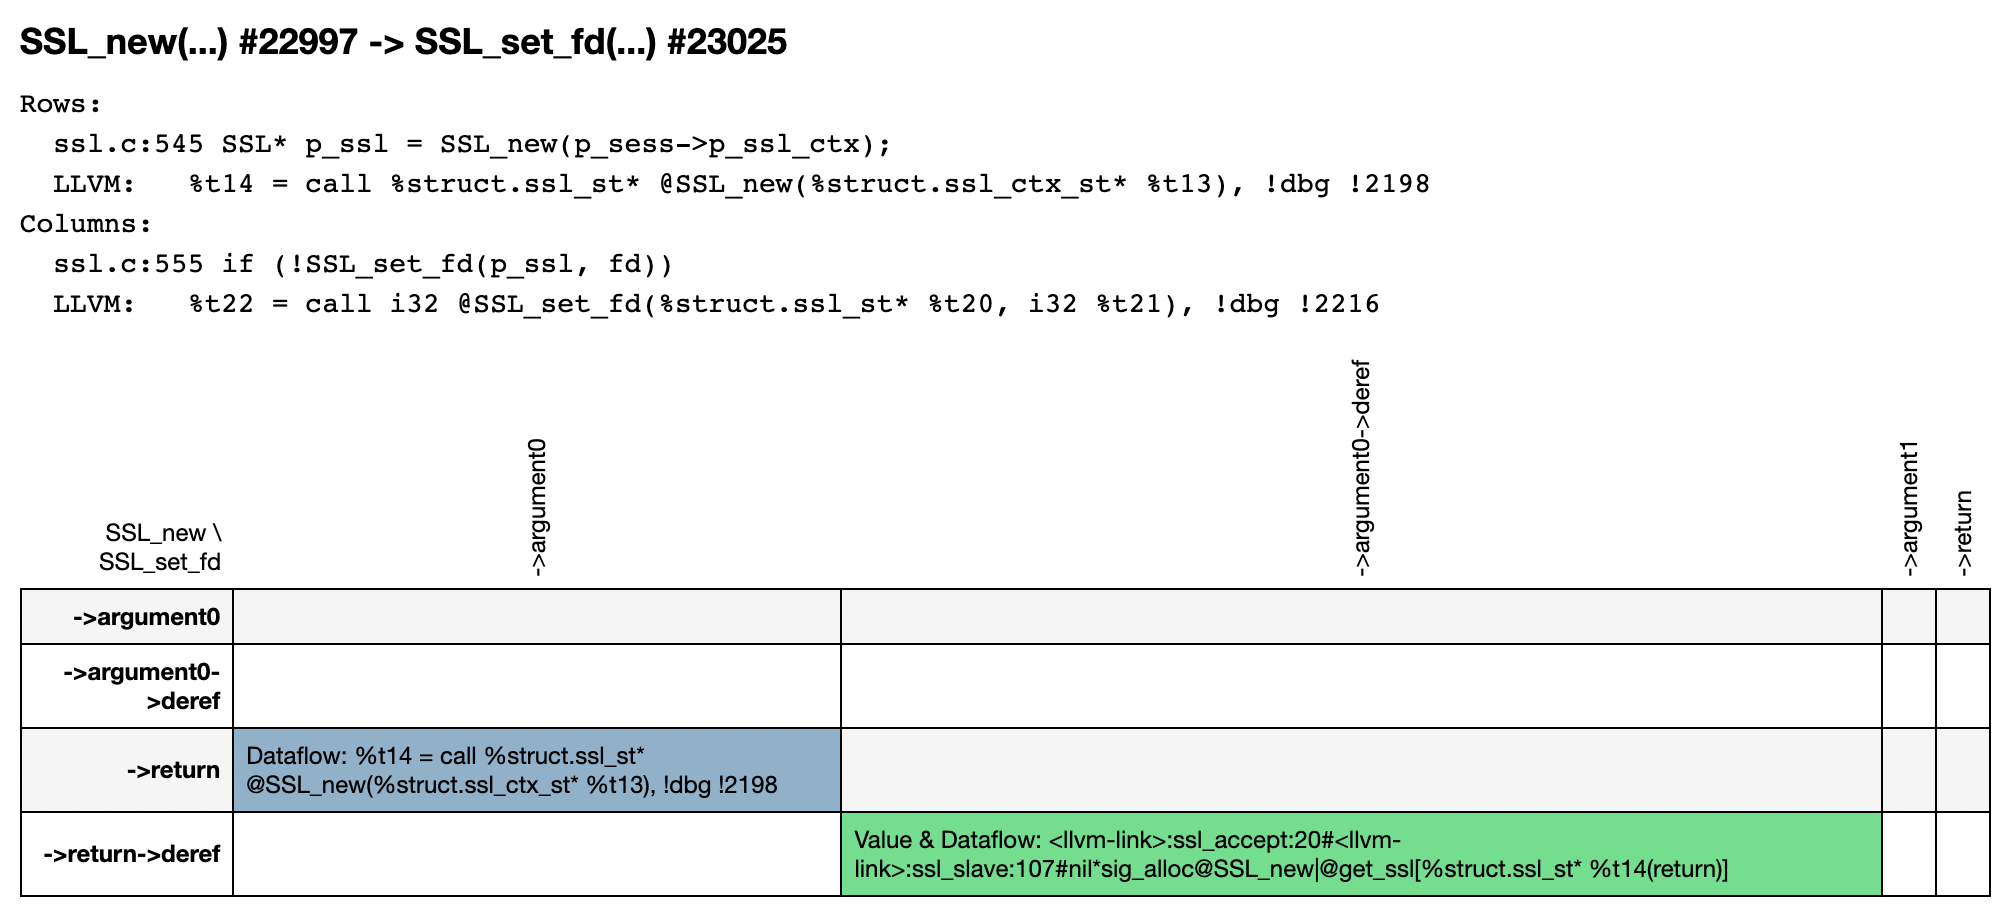 SSL_new(...) #22997 -> SSL_set_fd(...) #23025
Rows:
ssl.c:545 SSL* p_ssl = SSL_new(p_sess->p_ssl_ctx);
LLVM:   %t14 = call %struct.ssl_st* @SSL_new(%struct.ssl_ctx_st* %t13), !dbg !2198
Columns:
ssl.c:555 if (!SSL_set_fd(p_ssl, fd))
LLVM:   %t22 = call i32 @SSL_set_fd(%struct.ssl_st* %t20, i32 %t21), !dbg !2216
SSL_new \
SSL_set_fd
->argument0
->argument0->deref
->argument1
->return
->argument0
->argument0-
>deref
->return
Dataflow: %t14 = call %struct.ssl_st*
@SSL_new(%struct.ssl_ctx_st* %t13), !dbg !2198
->return->deref
Value & Dataflow: <llvm-link>:ssl_accept:20#<llvm-
link>:ssl_slave:107#nil*sig_alloc@SSL_new|@get_ssl[%struct.ssl_st* %t14(return)]